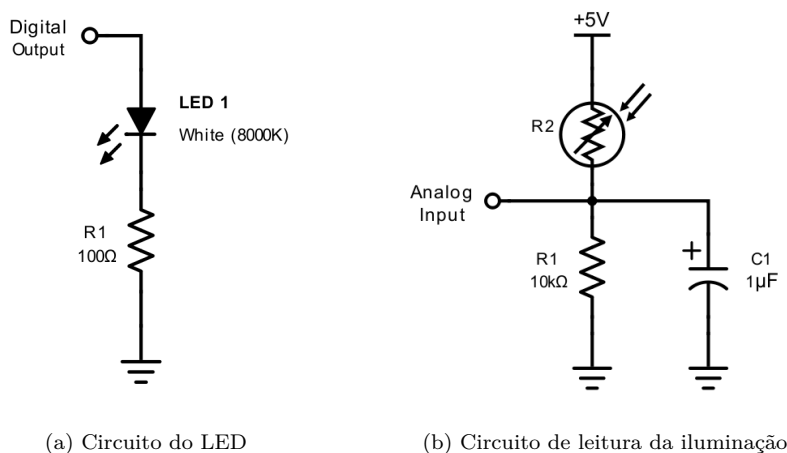 Digital
Output
LED 1
White (8000K)
R1
100Ω
(a) Circuito do LED
+5V
R2
Analog
Input
R1
10kΩ
+
C1
1µF
(b) Circuito de leitura da iluminação